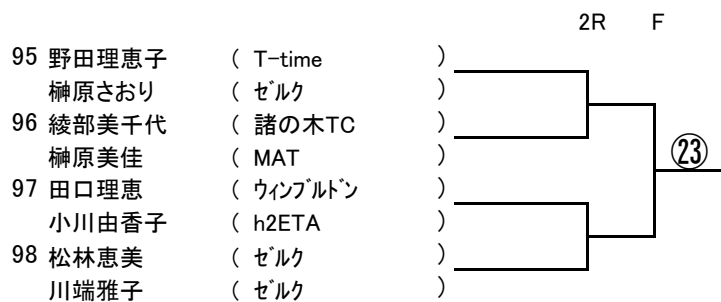 2R F
95 野田理恵子 ( T-time )
榊原さおり ( ゼルク )
96 綾部美千代 ( 諸の木TC )
榊原美佳 ( MAT )
㉓
97 田口理恵 ( ウィンブルドン )
小川由香子 ( h2ETA )
98 松林恵美 ( ゼルク )
川端雅子 ( ゼルク )